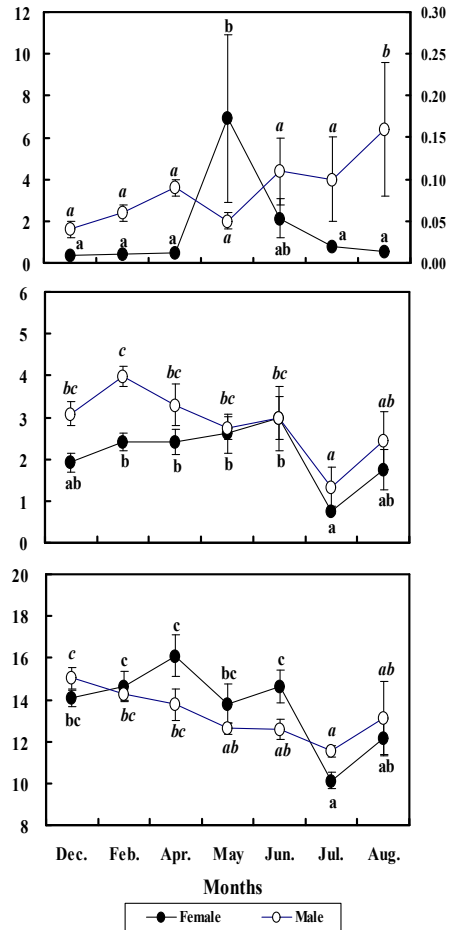 12 b 0.30
10 b 0.25
8 a a 0.20
6 a 0.15
4 a a 0.10
2 a a a a a a 0.05
0 ab 0.00
6
5 c bc
4 bc bc bc ab
3
2 a
1 ab b b b b ab
0 a
20
18 c
16 c c bc c ab
14 a
12 bc bc bc ab ab ab
10
8 a
Dec. Feb. Apr. May Jun. Jul. Aug.
Months
Female Male